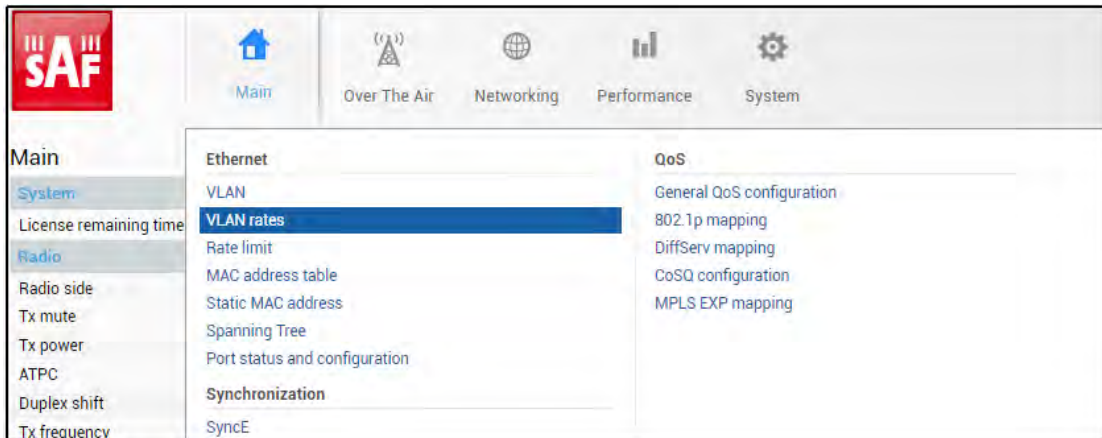 SAF
Main
Over The Air
Networking
Performance
System
Main
System
License remaining time
Radio
Radio side
Tx mute
Tx power
ATPC
Duplex shift
Tx frequency
Ethernet
VLAN
VLAN rates
Rate limit
MAC address table
Static MAC address
Spanning Tree
Port status and configuration
Synchronization
SyncE
QoS
General QoS configuration
802.1p mapping
DiffServ mapping
CoSQ configuration
MPLS EXP mapping